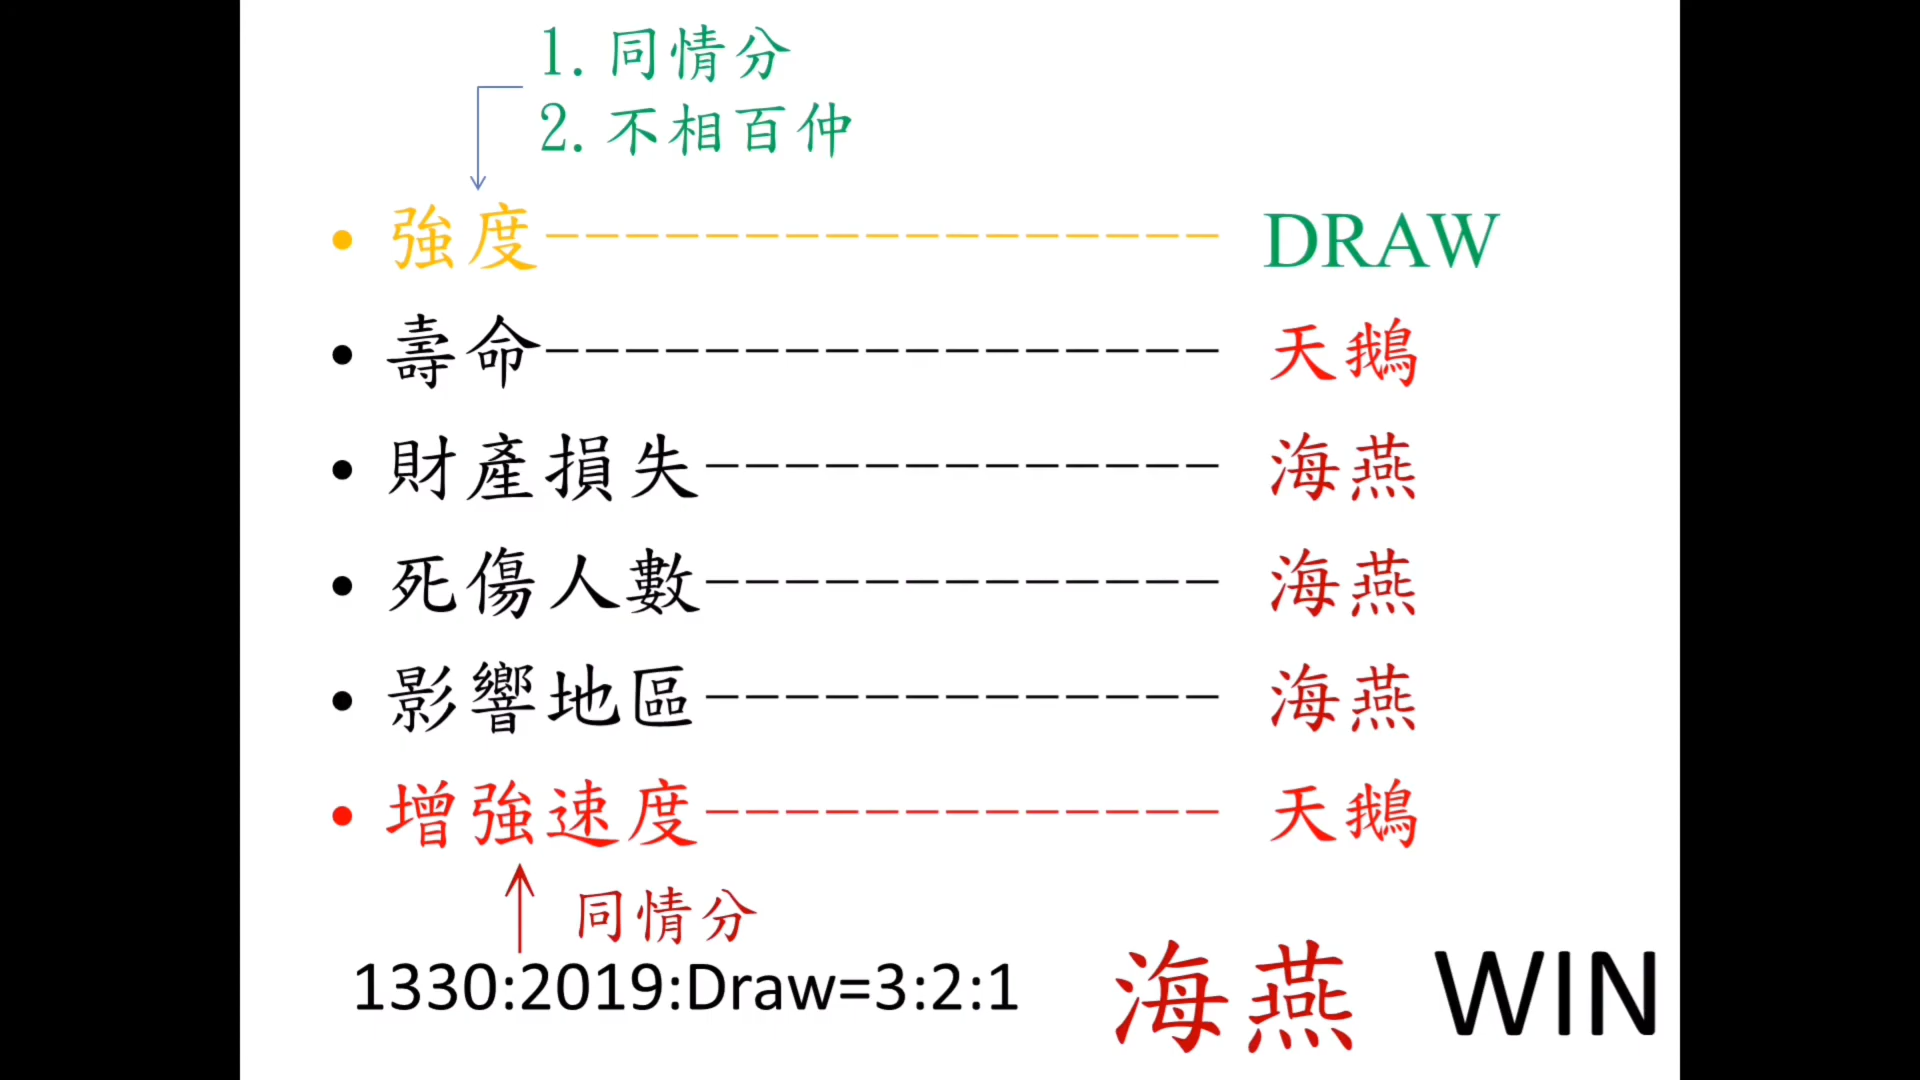 1. 同情分
2. 不相百仲
• 強度----------------- DRAW
• 壽命----------------- 天鵝
• 財產損失------------- 海燕
• 死傷人數------------- 海燕
• 影響地區------------- 海燕
• 增強速度------------- 天鵝
同情分
1330:2019:Draw=3:2:1
海燕 WIN